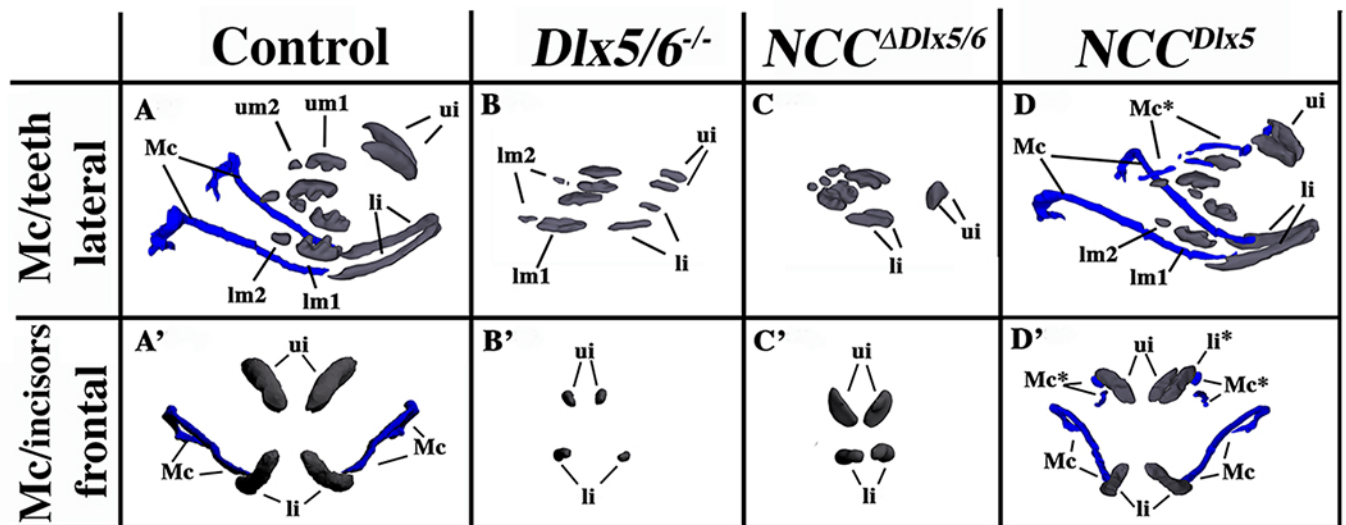 Control Dlx5/6-/- NCCΔDlx5/6 NCCDlx5
Mc/teeth
lateral
A um2 um1 ui
Mc
li
lm2 lm1
B
ui
lm2
li
lm1
C
ui
li
D Mc* ui
Mc
li
lm2
lm1
Mc/incisors
frontal
A’
ui
Mc
Mc
li
B’
ui
li
C’
ui
li
D’
ui li*
Mc* Mc*
Mc Mc
li